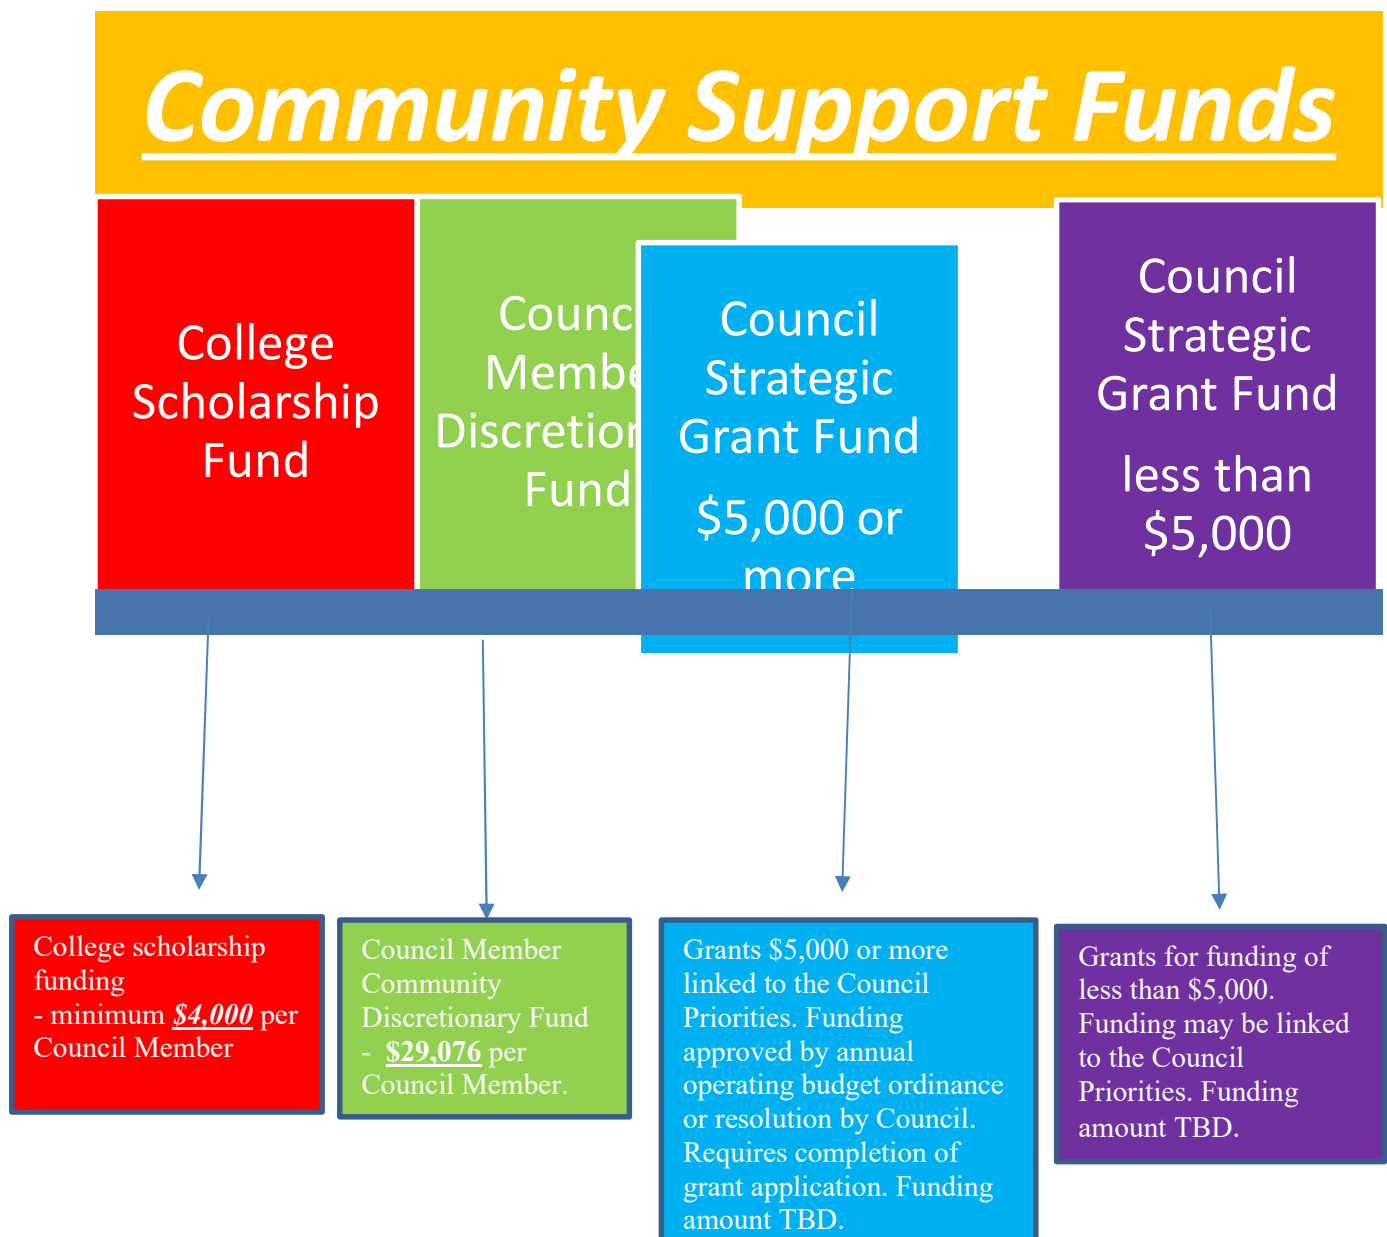 Community Support Funds
College
Scholarship
Fund
Counc
Membe
Discretion
Fund
Council
Strategic
Grant Fund
$5,000 or
more
Council
Strategic
Grant Fund
less than
$5,000
College scholarship
funding
- minimum $4,000 per
Council Member
Council Member
Community
Discretionary Fund
- $29,076 per
Council Member.
Grants $5,000 or more
linked to the Council
Priorities. Funding
approved by annual
operating budget ordinance
or resolution by Council.
Requires completion of
grant application. Funding
amount TBD.
Grants for funding of
less than $5,000.
Funding may be linked
to the Council
Priorities. Funding
amount TBD.